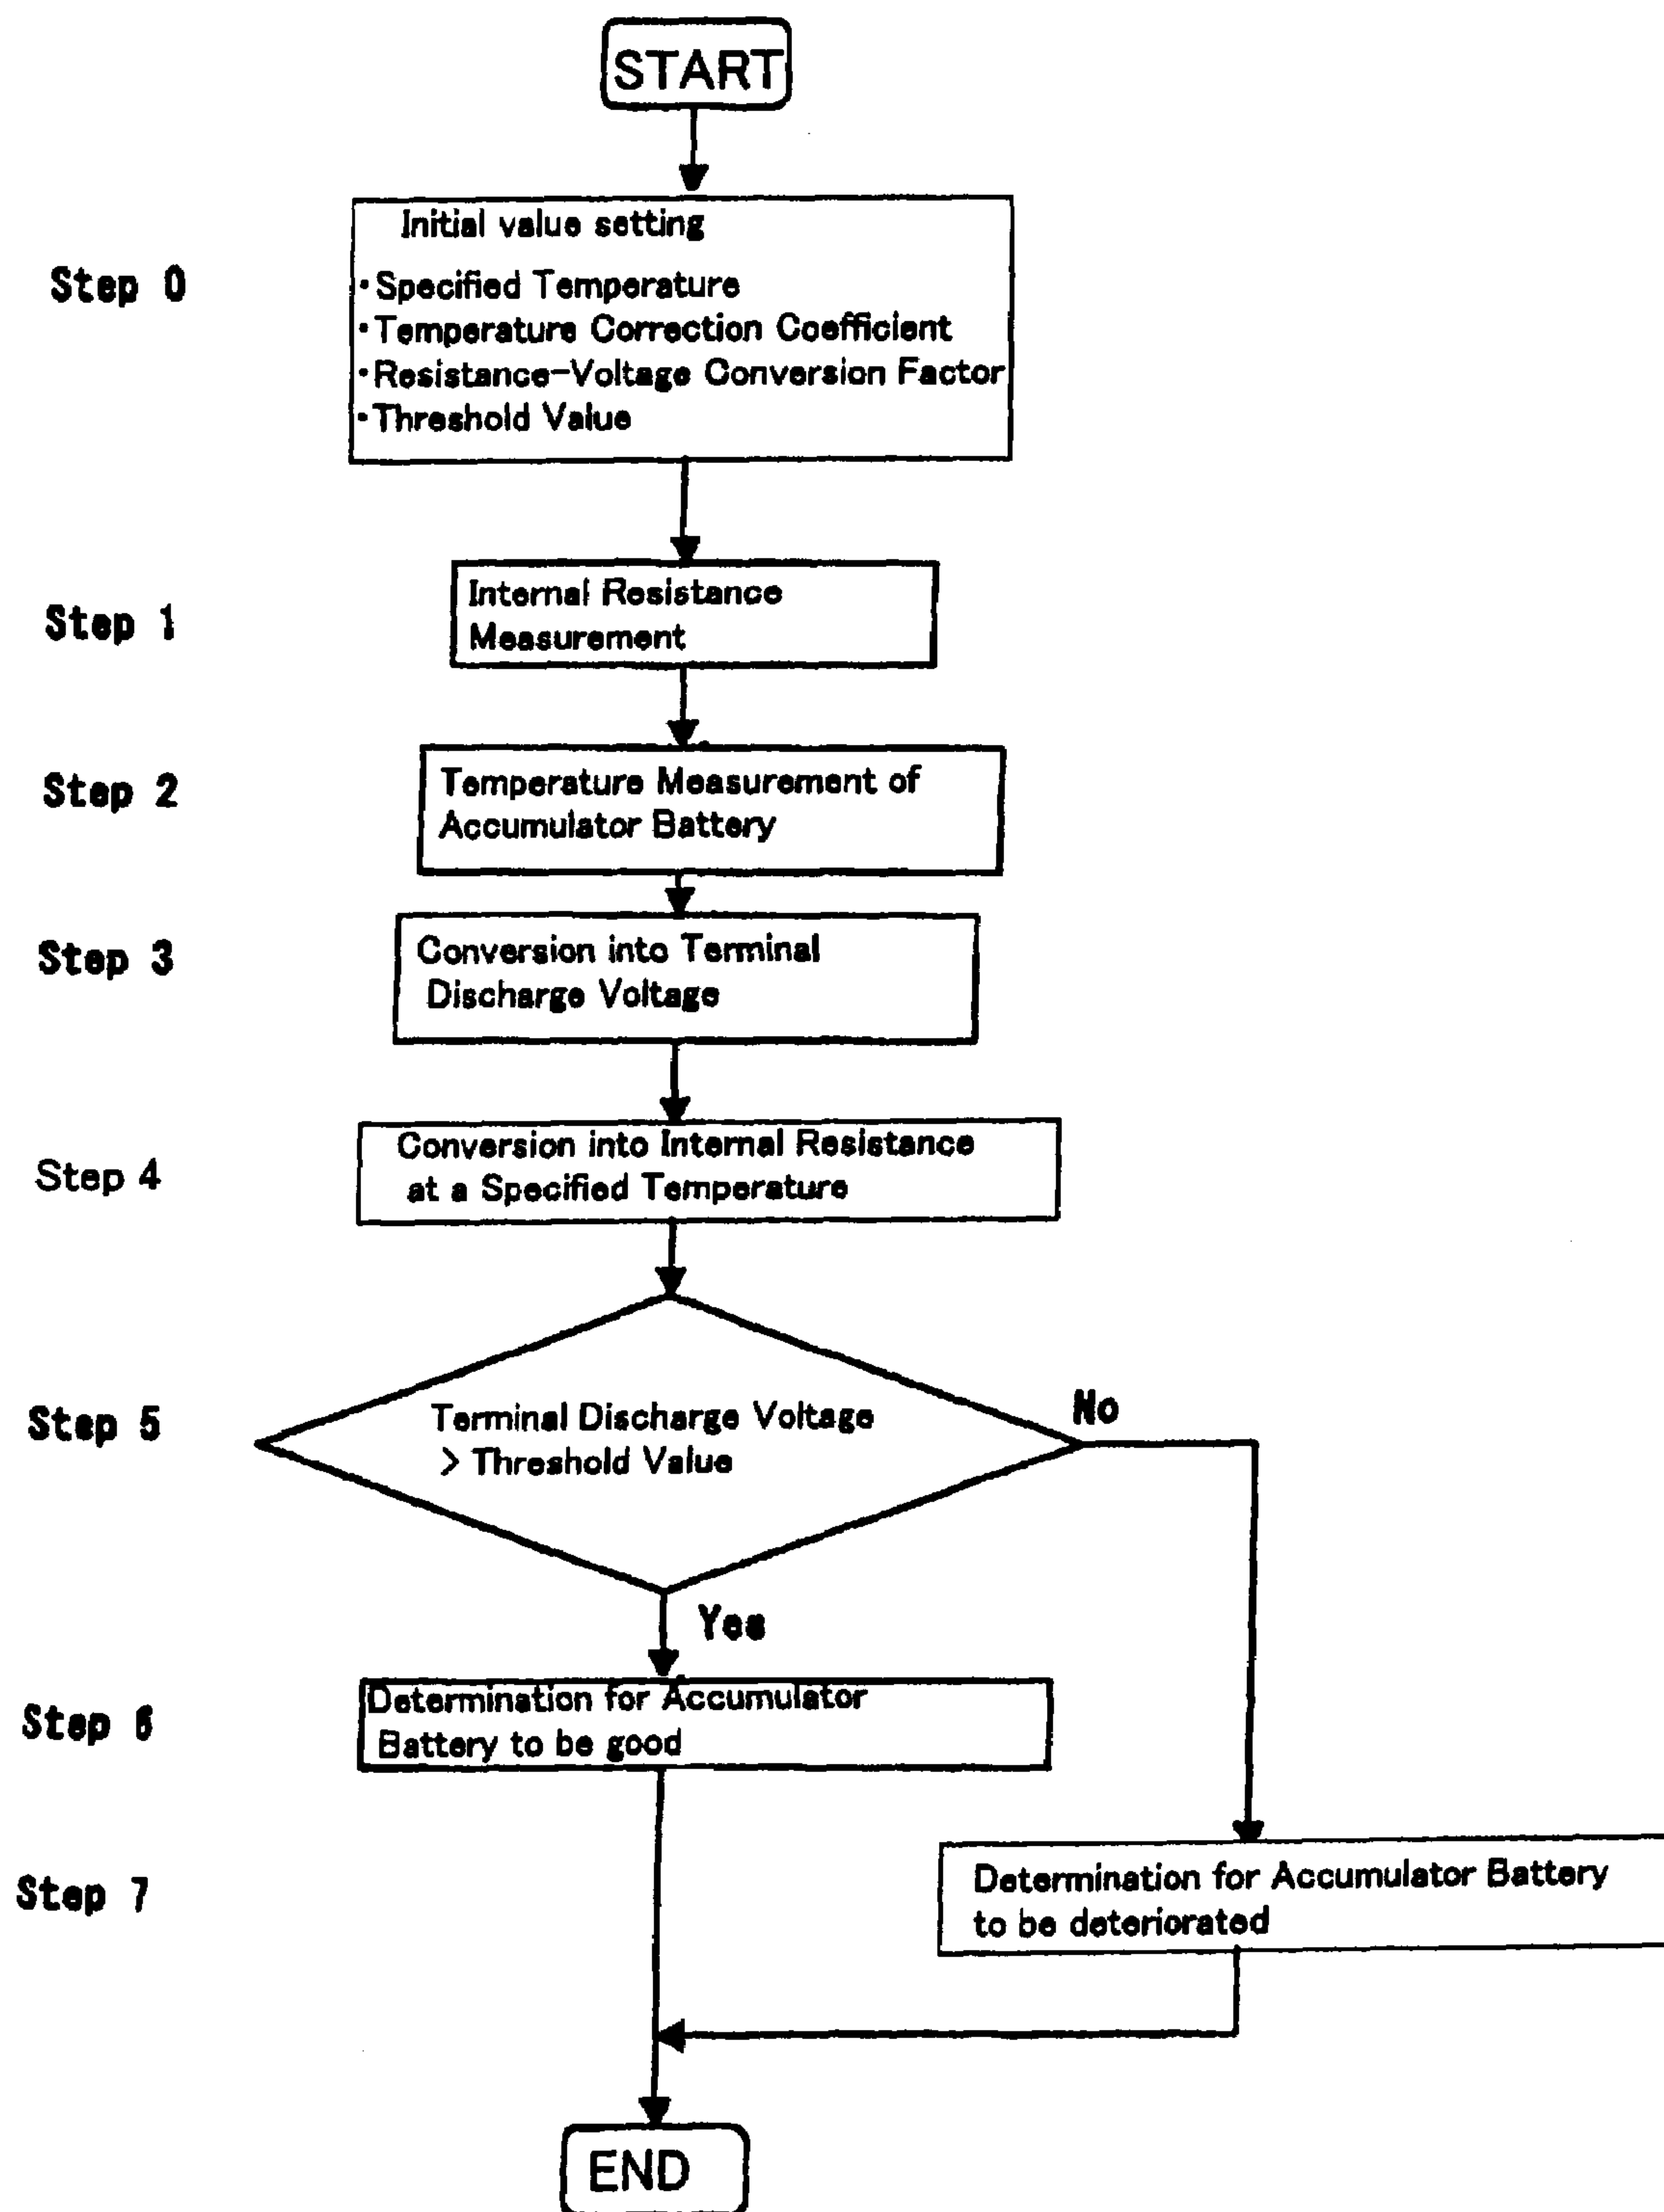 START
Step 0
Initial value setting
・Specified Temperature
・Temperature Correction Coefficient
・Resistance-Voltage Conversion Factor
・Threshold Value
Step 1
Internal Resistance
Measurement
Step 2
Temperature Measurement of
Accumulator Battery
Step 3
Conversion into Terminal
Discharge Voltage
Step 4
Conversion into Internal Resistance
at a Specified Temperature
Step 5
Terminal Discharge Voltage
> Threshold Value
No
Yes
Step 6
Determination for Accumulator
Battery to be good
Step 7
Determination for Accumulator Battery
to be deteriorated
END